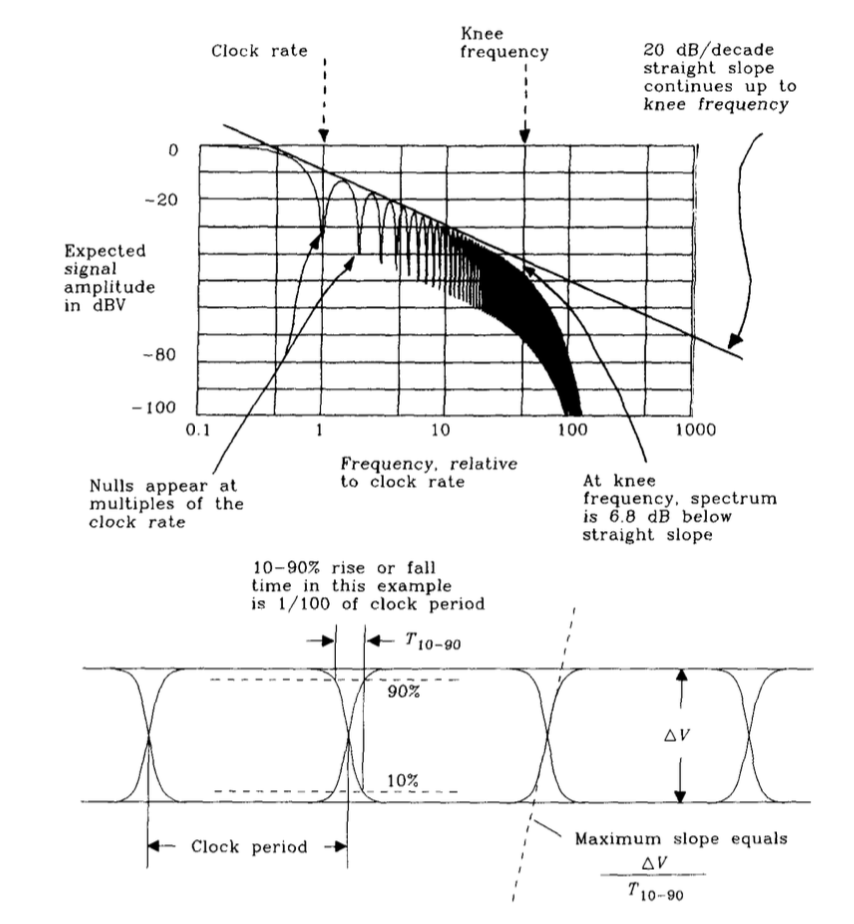 Clock rate
Knee
frequency
20 dB/decade
straight slope
continues up to
knee frequency
0
-20
Expected
signal
amplitude
in dBV
-80
-100
0.1
1
10
100
1000
Frequency, relative
to clock rate
Nulls appear at
multiples of the
clock rate
At knee
frequency, spectrum
is 6.8 dB below
straight slope
10-90% rise or fall
time in this example
is 1/100 of clock period
T10-90
90%
ΔV
10%
Clock period
Maximum slope equals
ΔV
T10-90